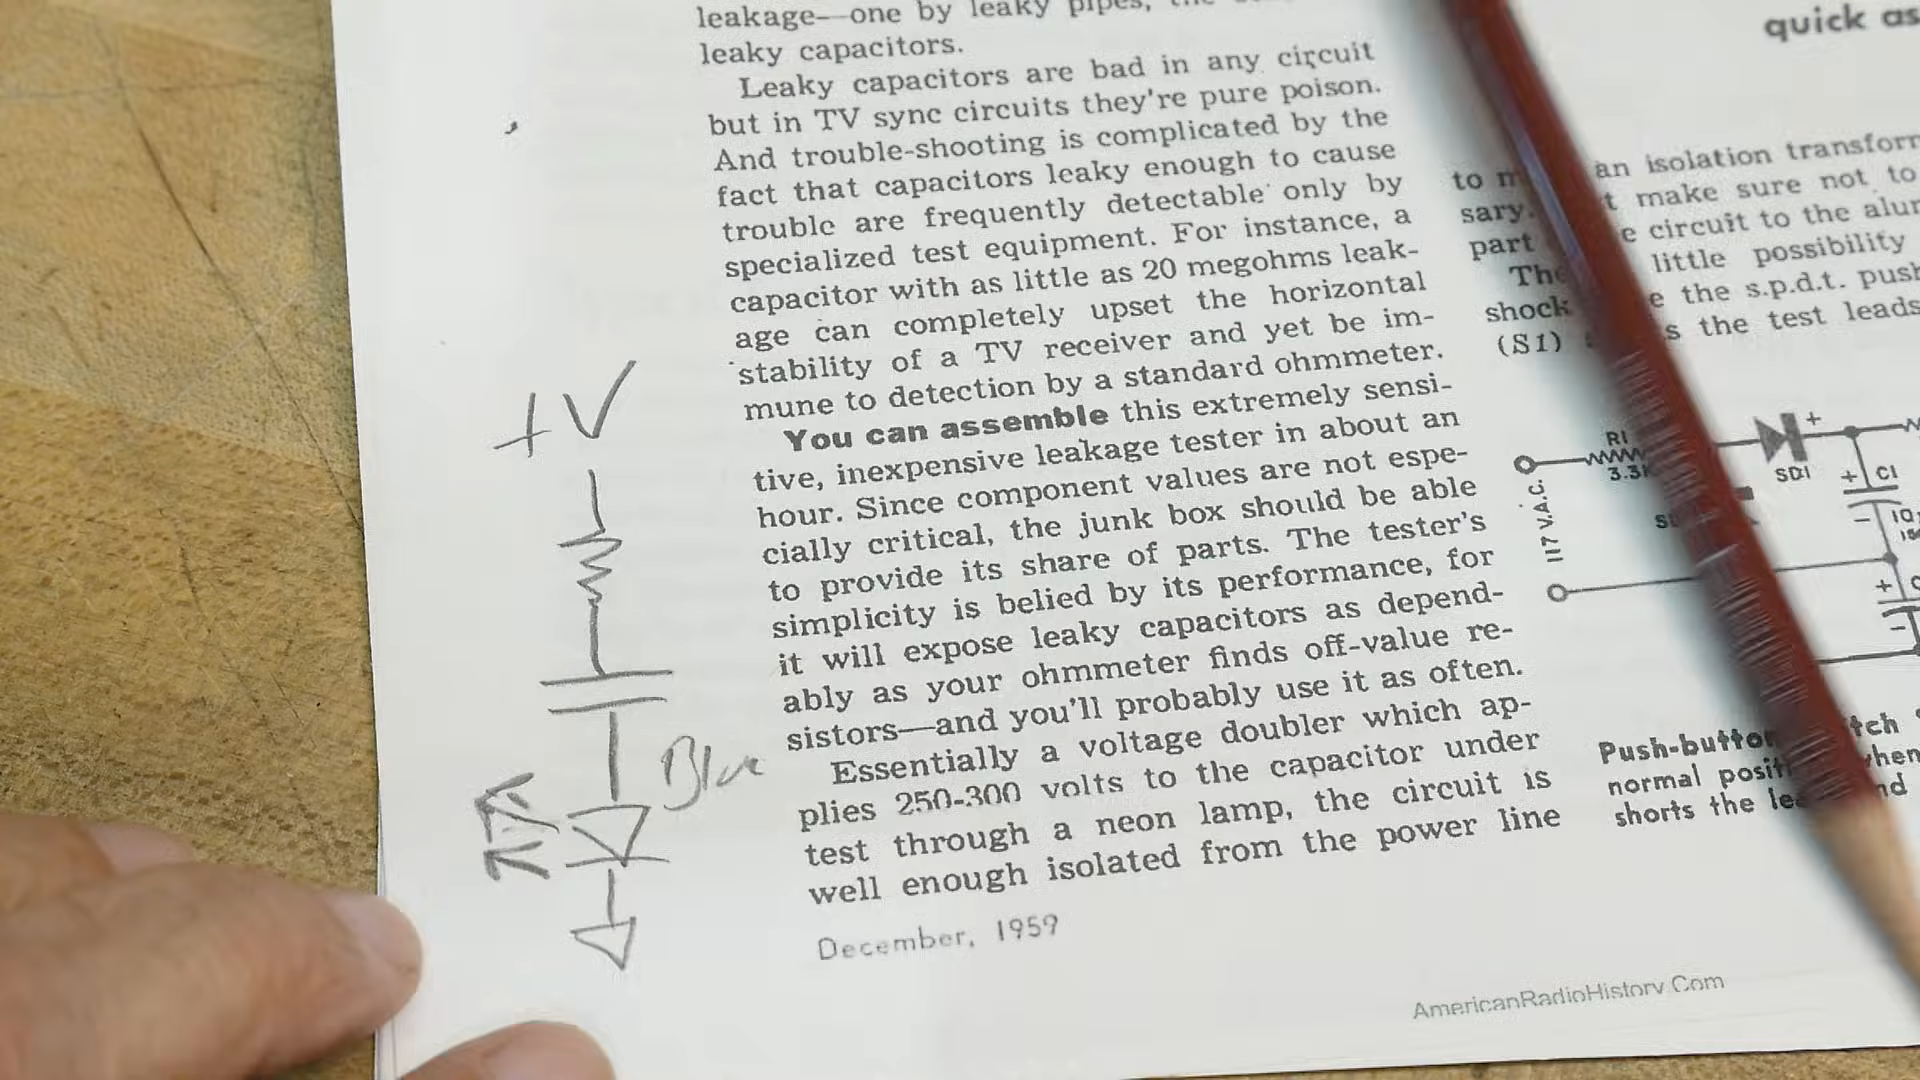 leakage—one by leaky pipes, the
leaky capacitors.
Leaky capacitors are bad in any circuit
but in TV sync circuits they're pure poison.
And trouble-shooting is complicated by the
fact that capacitors leaky enough to cause
trouble are frequently detectable only by
specialized test equipment. For instance, a
capacitor with as little as 20 megohms leak-
age can completely upset the horizontal
stability of a TV receiver and yet be im-
mune to detection by a standard ohmmeter.
You can assemble this extremely sensi-
tive, inexpensive leakage tester in about an
hour. Since component values are not espe-
cially critical, the junk box should be able
to provide its share of parts. The tester's
simplicity is belied by its performance, for
it will expose leaky capacitors as depend-
ably as your ohmmeter finds off-value re-
sistors—and you'll probably use it as often.
Essentially a voltage doubler which ap-
plies 250-300 volts to the capacitor under
test through a neon lamp, the circuit is
well enough isolated from the power line
December, 1959
+V
Blue
quick as
to an isolation transform
sary. make sure not to
part circuit to the alum
little possibility
shock the s.p.d.t. push
(S1) the test leads
R1
3.3K
SD1
+ C1
117 V.A.C.
+
-
10
+ C
-
Push-button
normal
shorts the
AmericanRadioHistory.Com